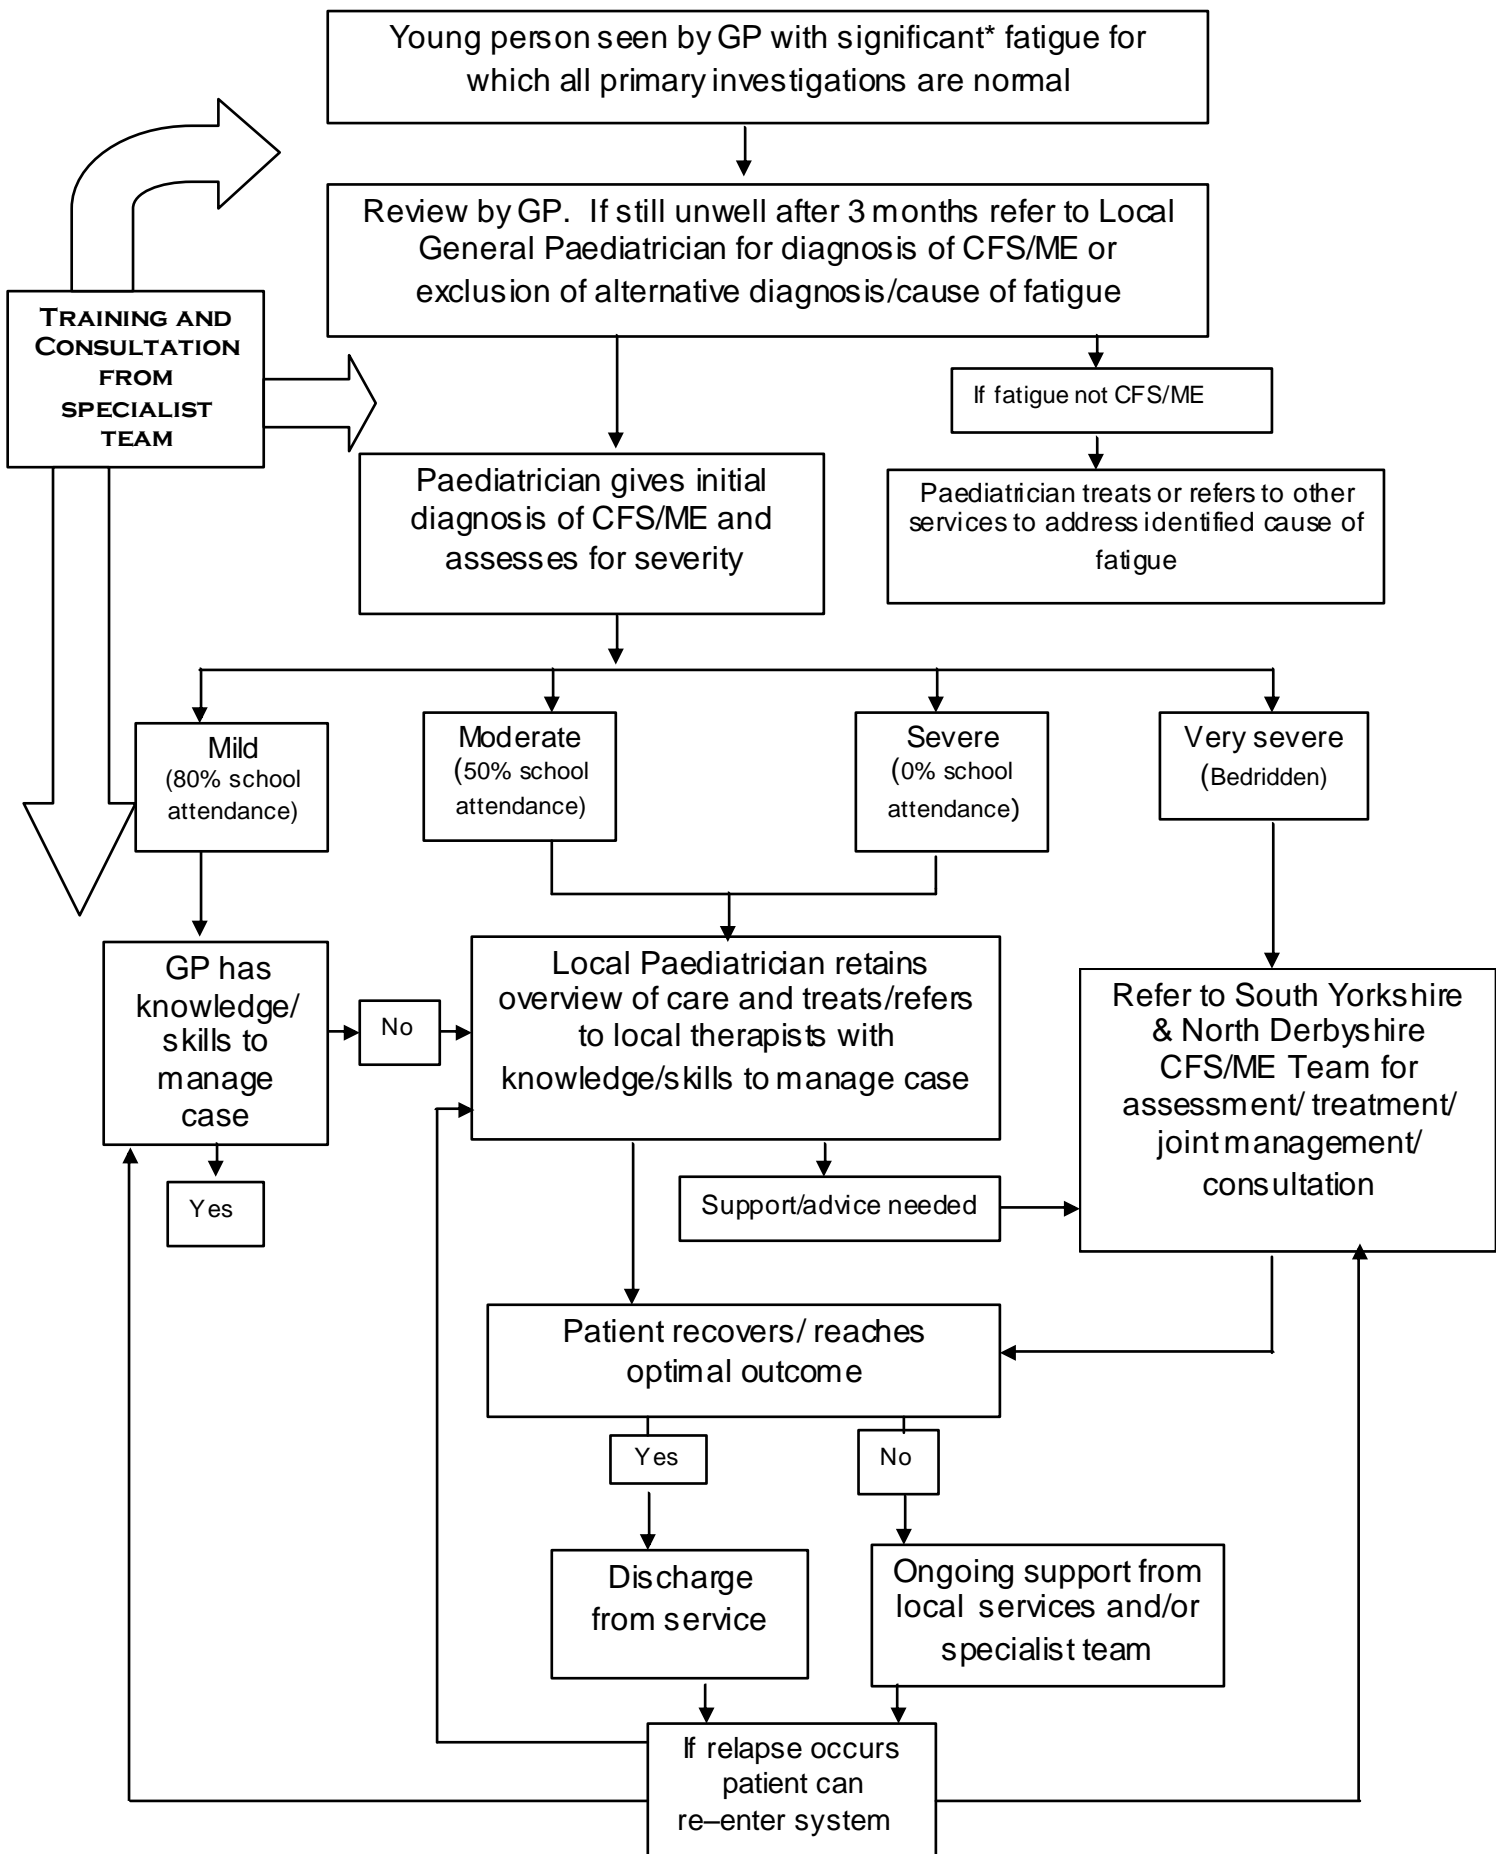 Young person seen by GP with significant* fatigue for
which all primary investigations are normal
Review by GP. If still unwell after 3 months refer to Local
General Paediatrician for diagnosis of CFS/ME or
exclusion of alternative diagnosis/cause of fatigue
TRAINING AND
CONSULTATION
FROM
SPECIALIST
TEAM
If fatigue not CFS/ME
Paediatrician gives initial
diagnosis of CFS/ME and
assesses for severity
Paediatrician treats or refers to other
services to address identified cause of
fatigue
Mild
(80% school
attendance)
Moderate
(50% school
attendance)
Severe
(0% school
attendance)
Very severe
(Bedridden)
GP has
knowledge/
skills to
manage
case
No
Local Paediatrician retains
overview of care and treats/refers
to local therapists with
knowledge/skills to manage case
Refer to South Yorkshire
& North Derbyshire
CFS/ME Team for
assessment/ treatment/
joint management/
consultation
Yes
Support/advice needed
Patient recovers/ reaches
optimal outcome
Yes
No
Discharge
from service
Ongoing support from
local services and/or
specialist team
If relapse occurs
patient can
re–enter system